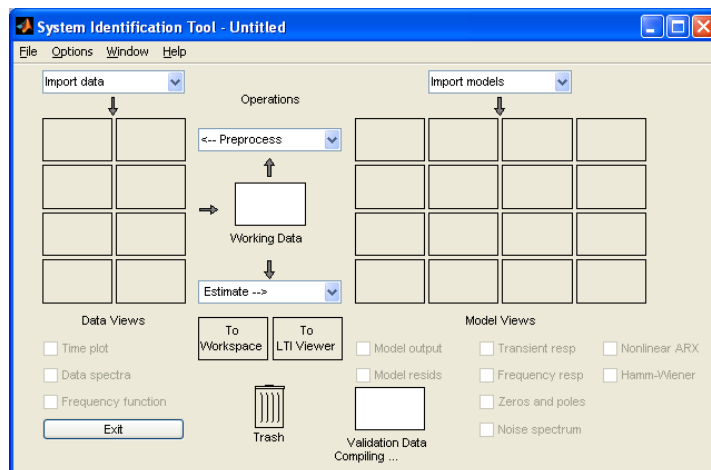 System Identification Tool - Untitled
File Options Window Help
Import data
Import models
Operations
<-- Preprocess
Working Data
Estimate -->
Data Views
Time plot
Data spectra
Frequency function
Exit
To Workspace
To LTI Viewer
Trash
Model Views
Model output
Transient resp
Nonlinear ARX
Model resids
Frequency resp
Hamm-Wiener
Zeros and poles
Noise spectrum
Validation Data
Compiling ...